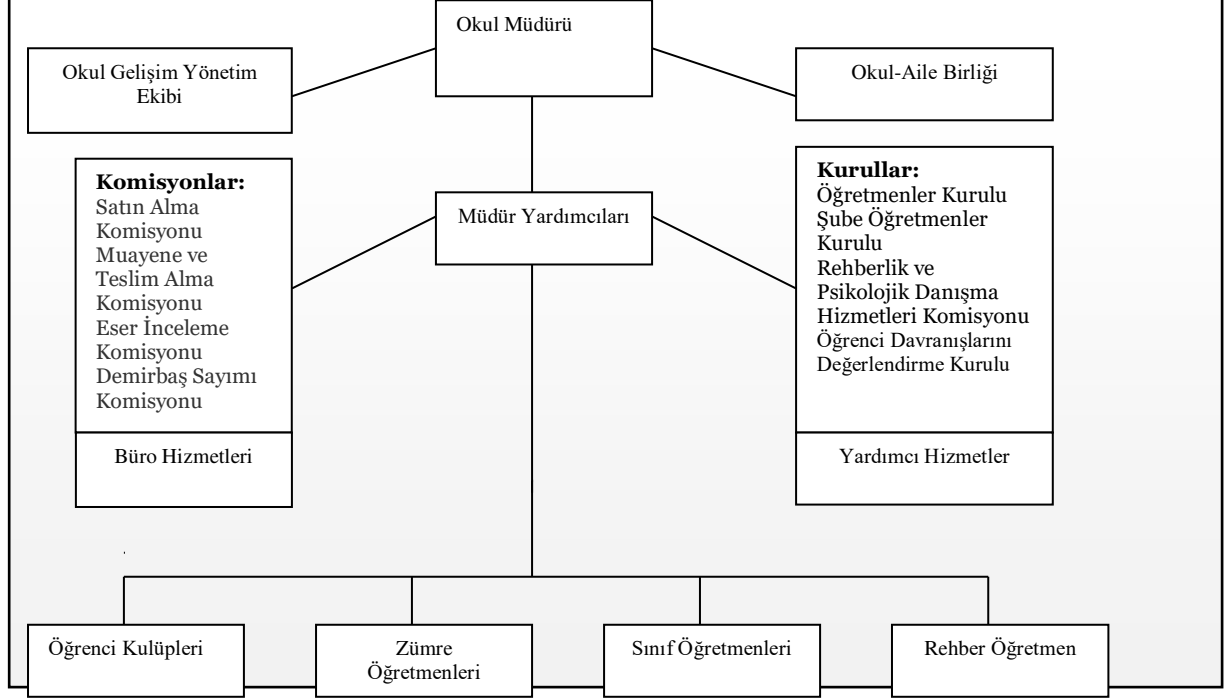 Okul Müdürü
Okul Gelişim Yönetim
Ekibi
Okul-Aile Birliği
Komisyonlar:
Satın Alma
Komisyonu
Muayene ve
Teslim Alma
Komisyonu
Eser İnceleme
Komisyonu
Demirbaş Sayımı
Komisyonu
Müdür Yardımcıları
Kurullar:
Öğretmenler Kurulu
Şube Öğretmenler
Kurulu
Rehberlik ve
Psikolojik Danışma
Hizmetleri Komisyonu
Öğrenci Davranışlarını
Değerlendirme Kurulu
Büro Hizmetleri
Yardımcı Hizmetler
Öğrenci Kulüpleri
Zümre
Öğretmenleri
Sınıf Öğretmenleri
Rehber Öğretmen